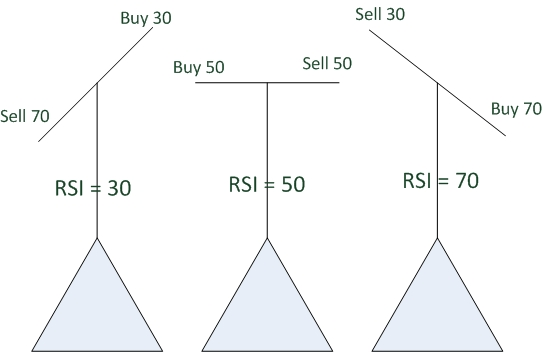 Buy 30
Sell 70
RSI = 30
Buy 50
Sell 50
RSI = 50
Sell 30
Buy 70
RSI = 70